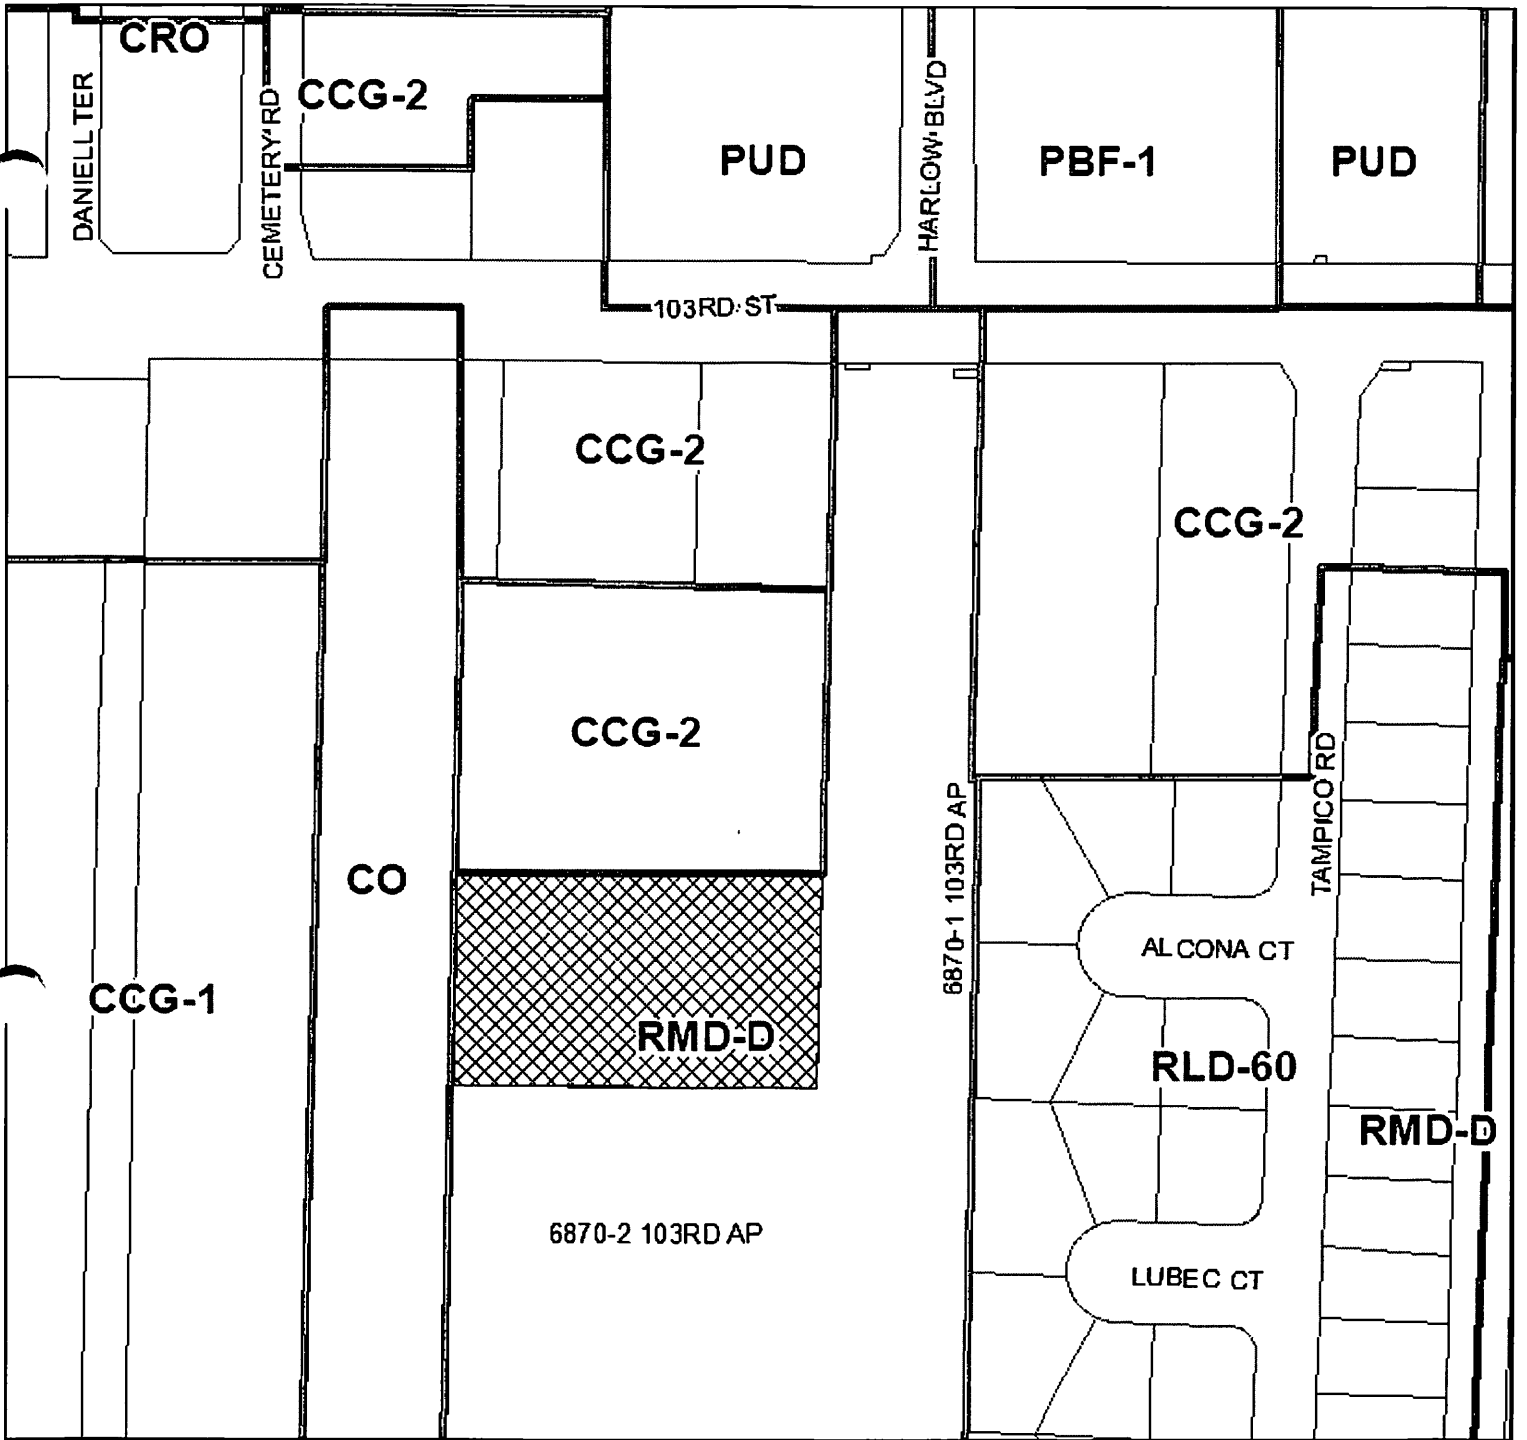 CRO
DANIELL TER
CEMETERY RD
CCG-2
PUD
HARLOW BLVD
PBF-1
PUD
103RD ST
CCG-2
CCG-2
CCG-2
TAMPICO RD
6870-1 103RD AP
CO
ALCONA CT
CCG-1
RMD-D
RLD-60
RMD-D
6870-2 103RD AP
LUBEC CT